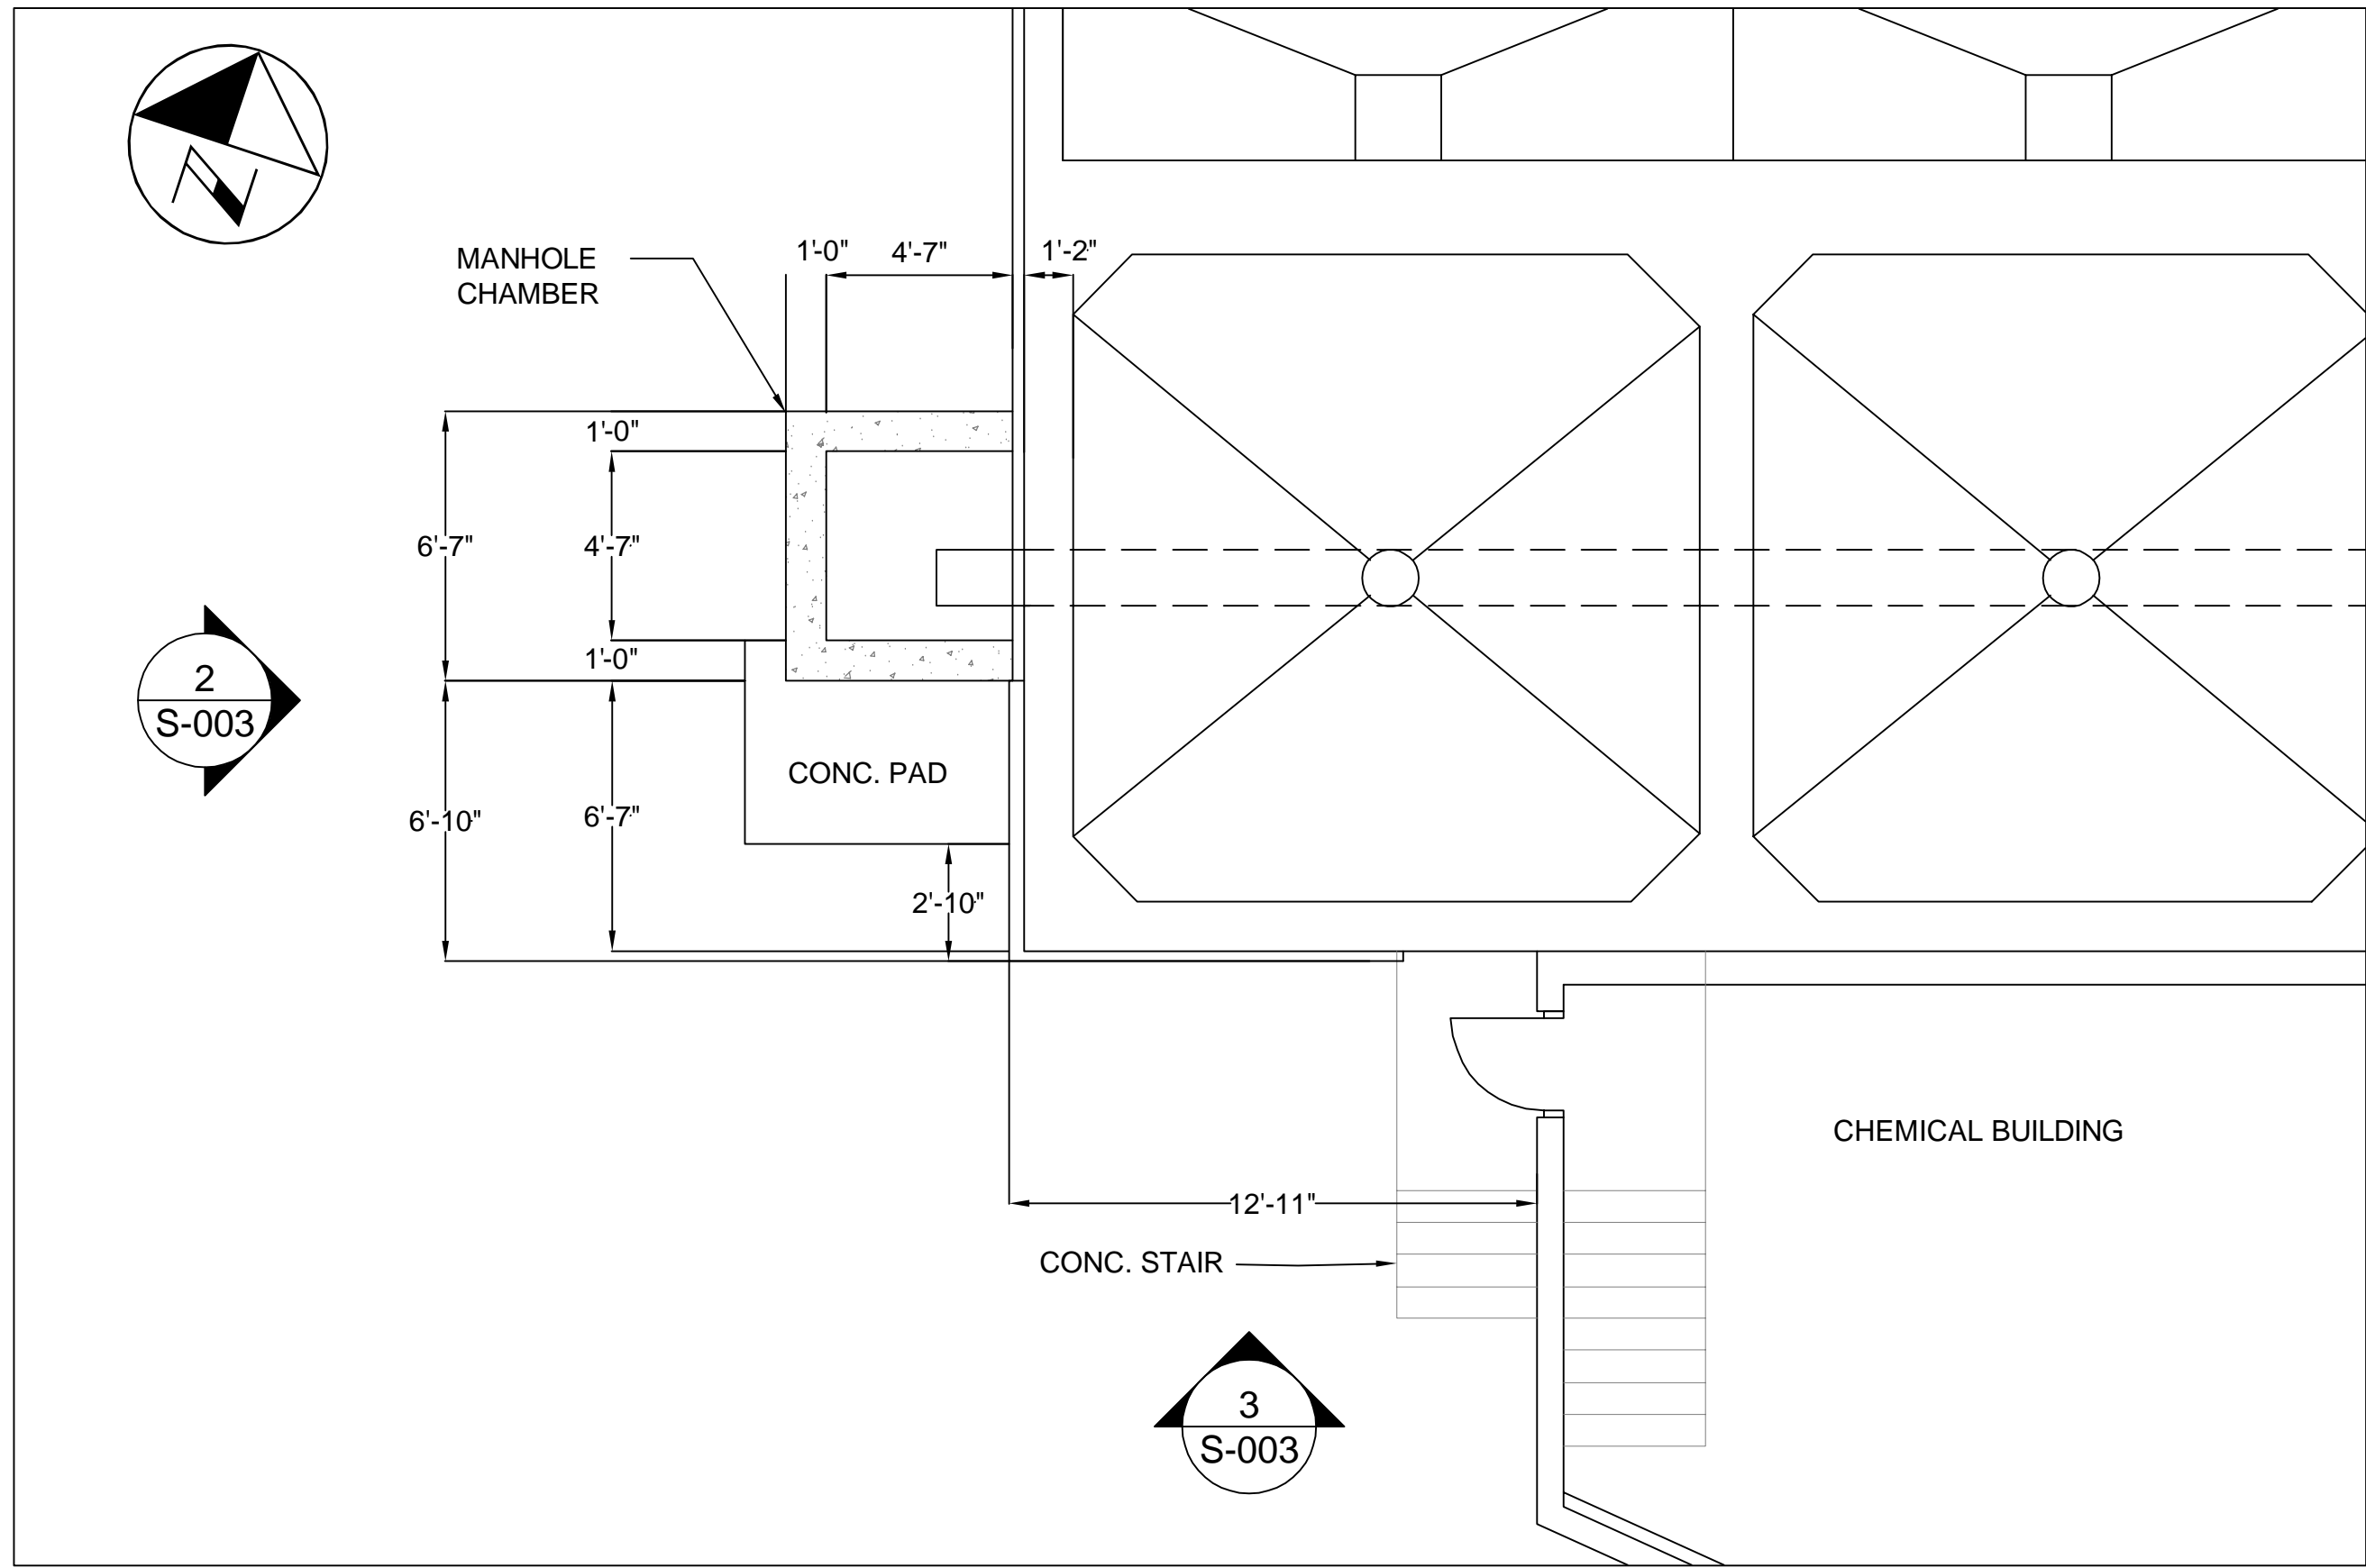 N
MANHOLE
CHAMBER
1'-0"
4'-7"
1'-2"
1'-0"
6'-7"
4'-7"
1'-0"
2
S-003
CONC. PAD
6'-10"
6'-7"
2'-10"
CHEMICAL BUILDING
12'-11"
CONC. STAIR
3
S-003